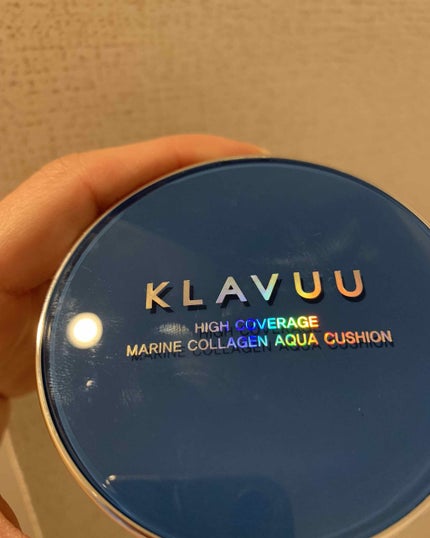 KLAVUU
HIGH COVERAGE
MARINE COLLAGEN AQUA CUSHION